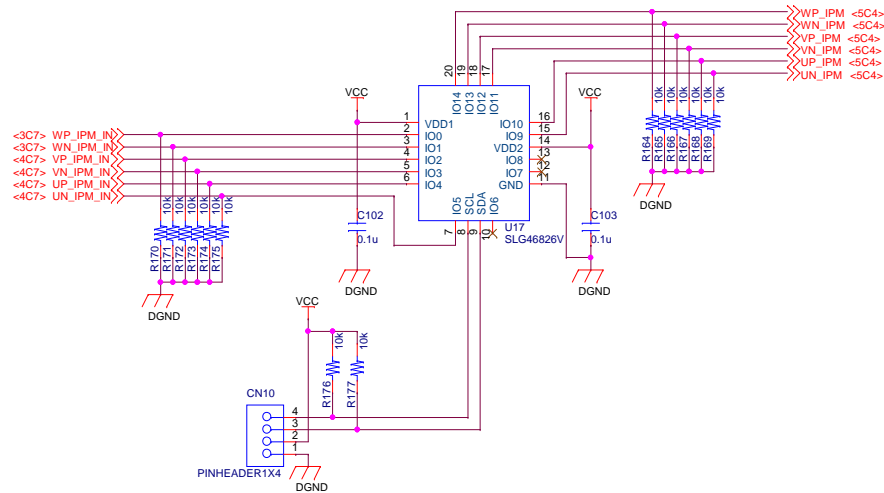 WP_IPM <5C4>
WN_IPM <5C4>
VP_IPM <5C4>
VN_IPM <5C4>
UP_IPM <5C4>
UN_IPM <5C4>
20
19
18
17
IO14
IO13
IO12
IO11
10k
10k
10k
10k
10k
10k
R164
R165
R166
R167
R168
R169
DGND
VCC
VCC
<3C7> WP_IPM_IN
<3C7> WN_IPM_IN
<4C7> VP_IPM_IN
<4C7> VN_IPM_IN
<4C7> UP_IPM_IN
<4C7> UN_IPM_IN
1
2
3
4
5
6
VDD1
IO0
IO1
IO2
IO3
IO4
IO10
IO9
VDD2
IO8
IO7
GND
16
15
14
13
12
11
IO5
SCL
SDA
IO6
7
8
9
10
U17
SLG46826V
C102
0.1u
DGND
C103
0.1u
DGND
10k
10k
10k
10k
10k
10k
R170
R171
R172
R173
R174
R175
DGND
VCC
10k
10k
R176
R177
CN10
4
3
2
1
PINHEADER1X4
DGND